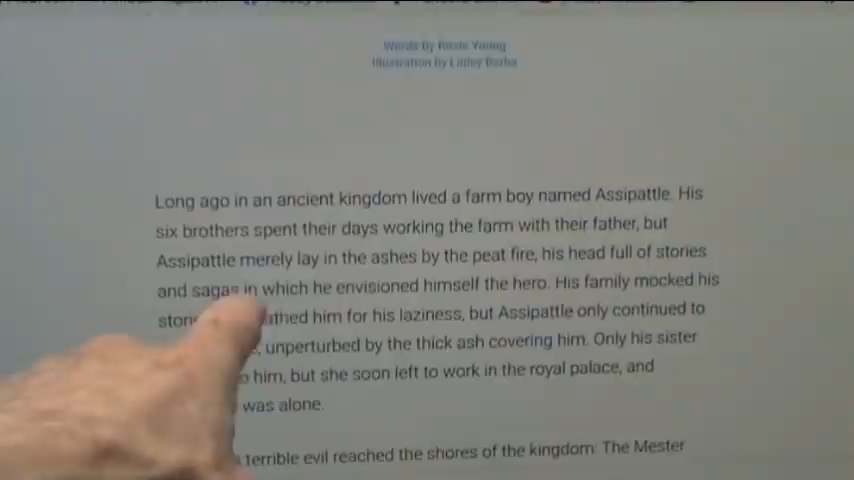 Words by
Illustration by
Long ago in an ancient kingdom lived a farm boy named Assipattle. His
six brothers spent their days working the farm with their father, but
Assipattle merely lay in the ashes by the peat fire, his head full of stories
and sagas in which he envisioned himself the hero. His family mocked his
him for his laziness, but Assipattle only continued to
unperturbed by the thick ash covering him. Only his sister
him, but she soon left to work in the royal palace, and
was alone.
terrible evil reached the shores of the kingdom: The Mester